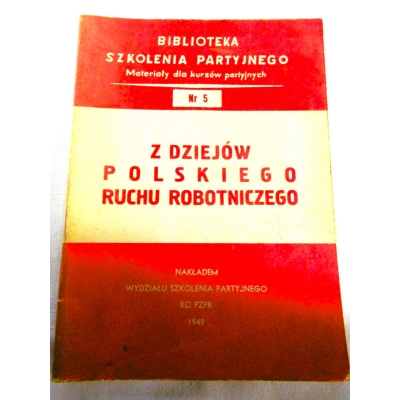 BIBLIOTEKA
SZKOLENIA PARTYJNEGO
Materiały dla kursów partyjnych
Nr 5
Z DZIEJÓW
POLSKIEGO
RUCHU ROBOTNICZEGO
NAKŁADEM
WYDZIAŁU SZKOLENIA PARTYJNEGO
KC PZPR
1949